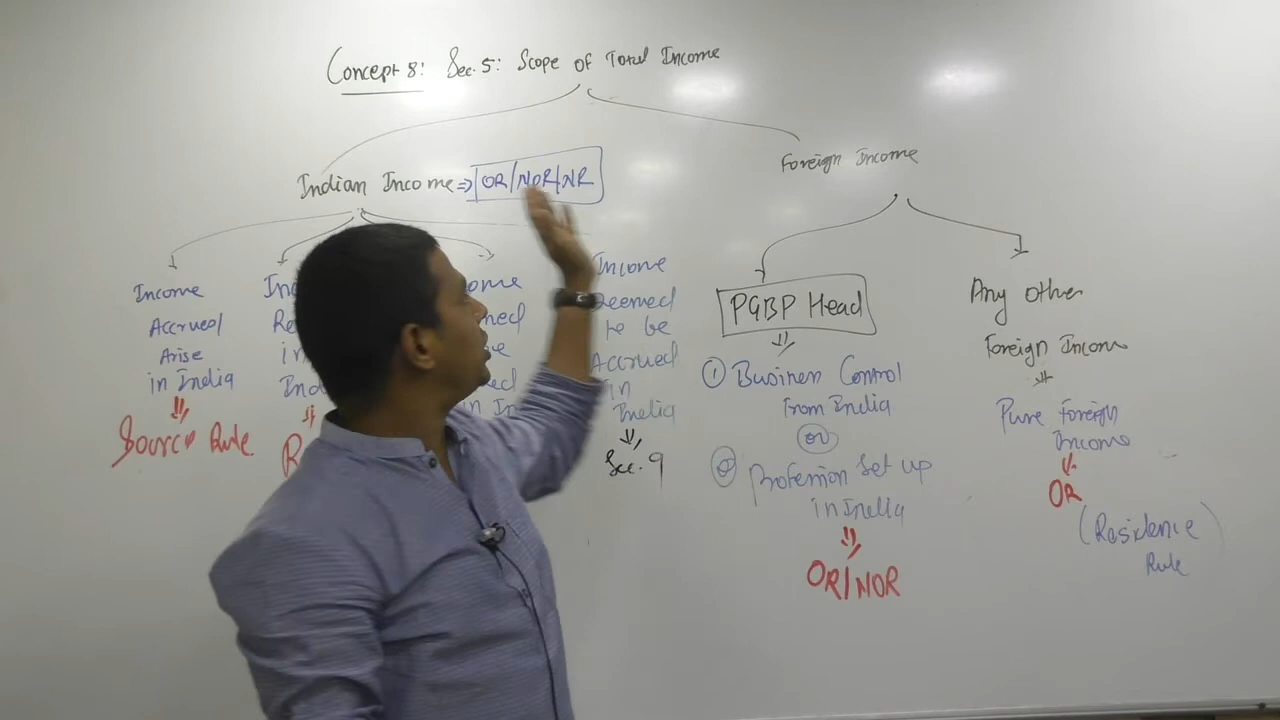 Concept 8: Sec. 5: Scope of Total Income
Indian Income ⇒ OR/NOR/NR
Foreign Income
Income
Accrued
Arise
in India
Source Rule
in
Income
Deemed
to be
Accrued
in
India
Sec. 9
PGBP Head
① Business Control
from India
or
② Profession Set up
in India
OR/NOR
Any other
Foreign Income
Pure Foreign
Income
OR
(Residence
Rule)